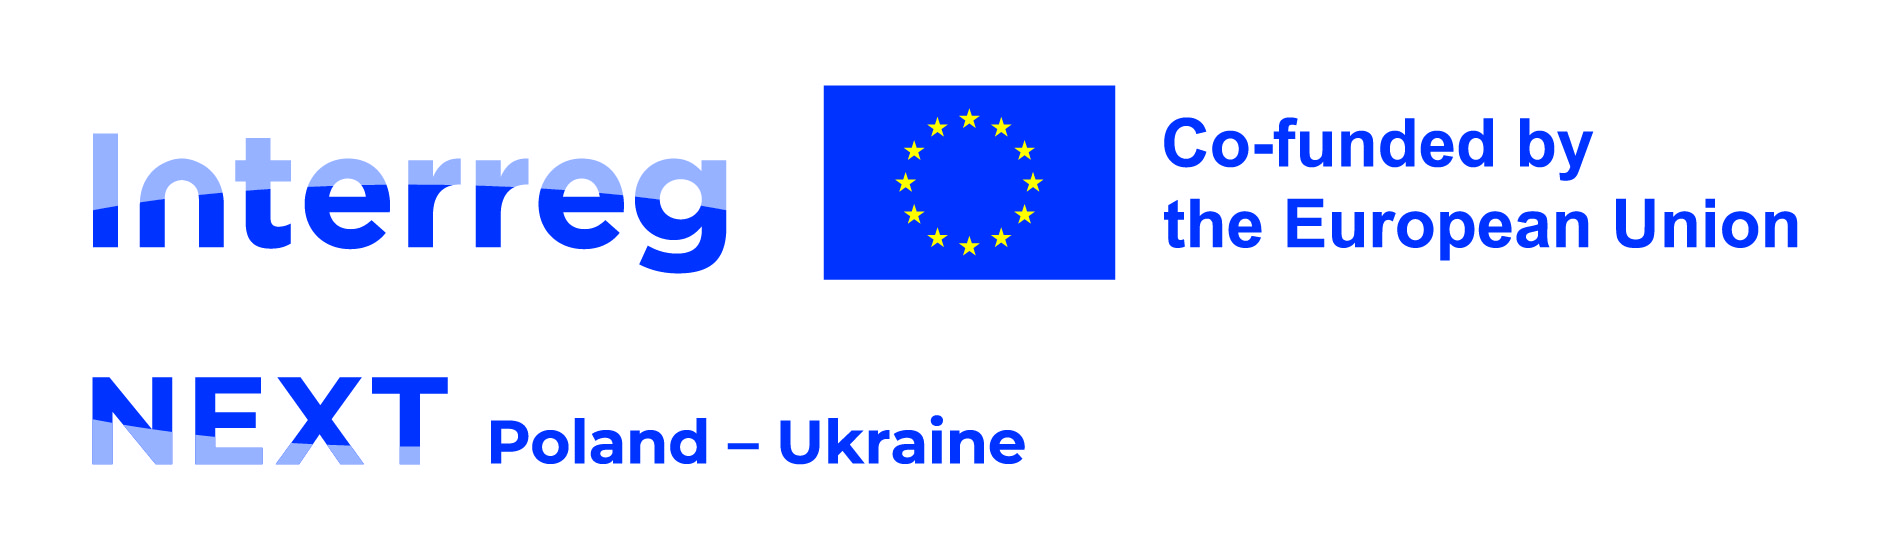 Interreg
Co-funded by
the European Union
NEXT Poland – Ukraine